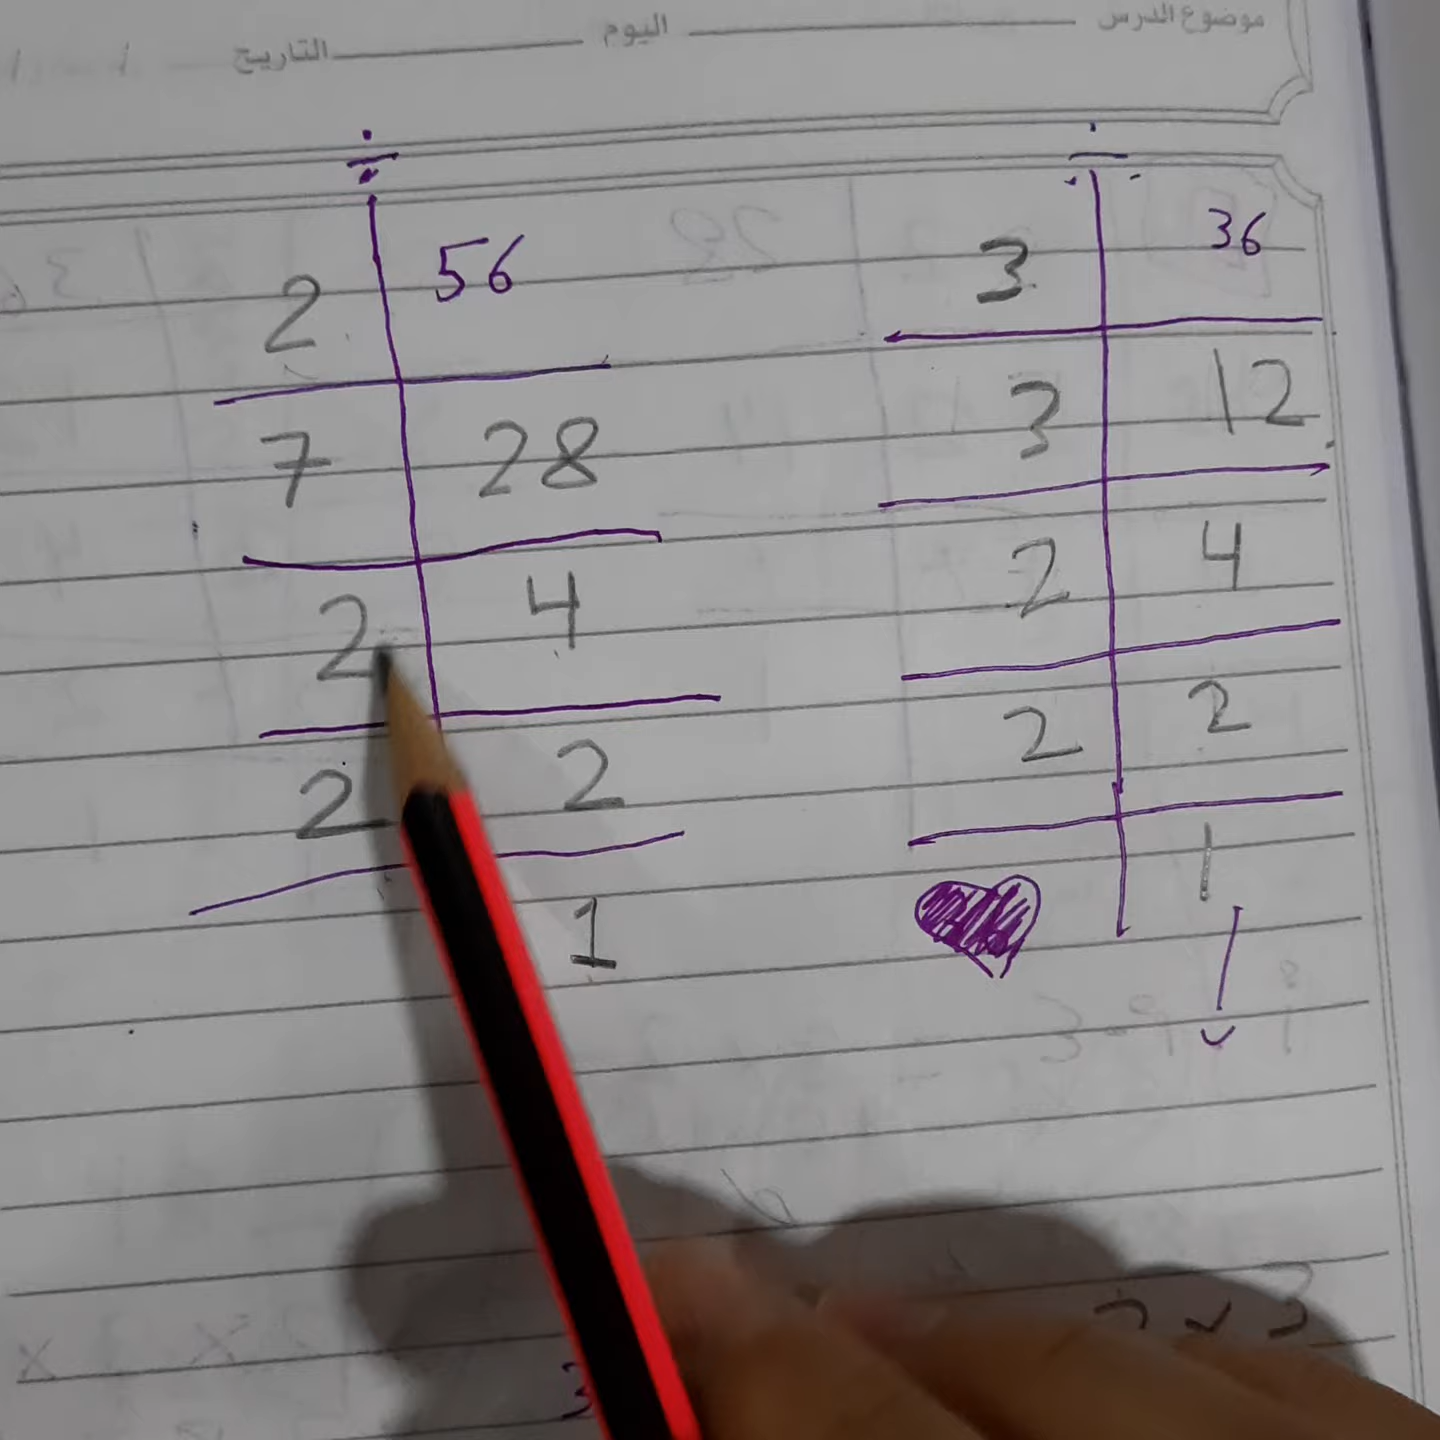 موضوع الدرس اليوم التاريخ
÷ ÷
2 56 3 36
7 28 3 12
2 4 2 4
2 2 2 2
1 1